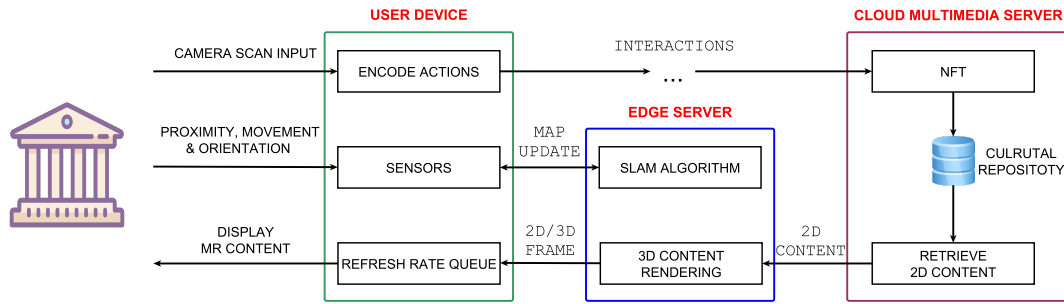 USER DEVICE
CLOUD MULTIMEDIA SERVER
CAMERA SCAN INPUT
ENCODE ACTIONS
INTERACTIONS
...
NFT
EDGE SERVER
PROXIMITY, MOVEMENT
& ORIENTATION
SENSORS
MAP
UPDATE
SLAM ALGORITHM
CULRUTAL
REPOSITOTY
DISPLAY
MR CONTENT
REFRESH RATE QUEUE
2D/3D
FRAME
3D CONTENT
RENDERING
2D
CONTENT
RETRIEVE
2D CONTENT